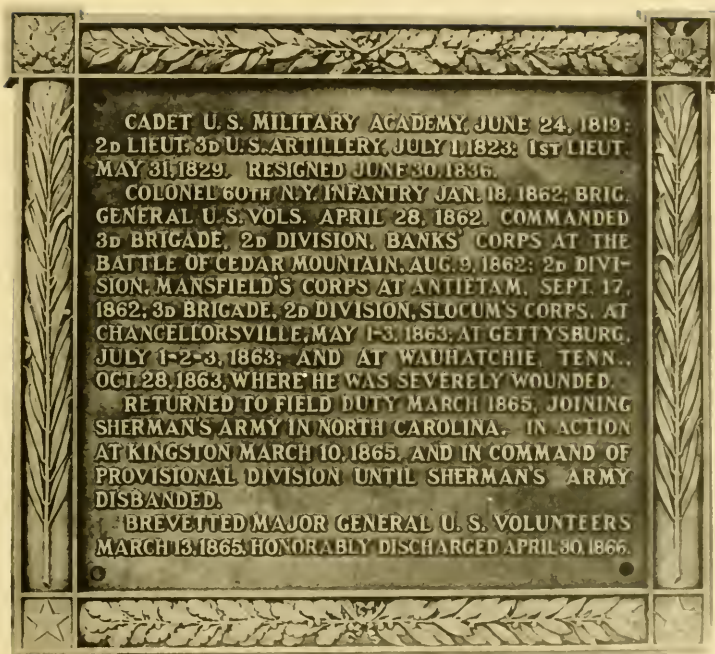 CADET U. S. MILITARY ACADEMY, JUNE 24, 1819;
2D LIEUT. 3D U. S. ARTILLERY, JULY 1, 1823; 1ST LIEUT.
MAY 31, 1829. RESIGNED JUNE 30, 1836.
COLONEL 60TH N.Y. INFANTRY JAN. 18, 1862; BRIG.
GENERAL U. S. VOLS. APRIL 28, 1862. COMMANDED
3D BRIGADE, 2D DIVISION, BANKS' CORPS AT THE
BATTLE OF CEDAR MOUNTAIN, AUG. 9, 1862; 2D DIVI-
SION, MANSFIELD'S CORPS AT ANTIETAM, SEPT. 17,
1862; 3D BRIGADE, 2D DIVISION, SLOCUM'S CORPS, AT
CHANCELLORSVILLE, MAY 1-3, 1863; AT GETTYSBURG,
JULY 1-2-3, 1863; AND AT WAUHATCHIE, TENN.,
OCT. 28, 1863, WHERE HE WAS SEVERELY WOUNDED.
RETURNED TO FIELD DUTY MARCH 1865, JOINING
SHERMAN'S ARMY IN NORTH CAROLINA. IN ACTION
AT KINGSTON MARCH 10, 1865, AND IN COMMAND OF
PROVISIONAL DIVISION UNTIL SHERMAN'S ARMY
DISBANDED.
BREVETTED MAJOR GENERAL U. S. VOLUNTEERS
MARCH 13, 1865. HONORABLY DISCHARGED APRIL 30, 1866.